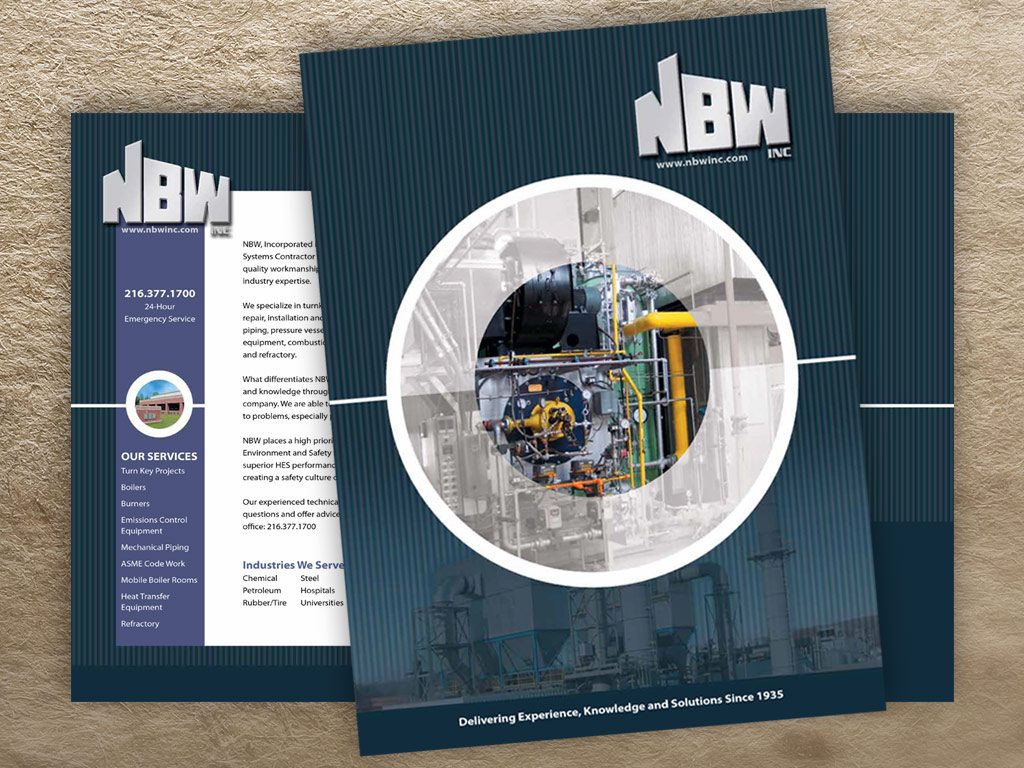 NBW
INC
www.nbwinc.com
216.377.1700
24-Hour
Emergency Service
OUR SERVICES
Turn Key Projects
Boilers
Burners
Emissions Control
Equipment
Mechanical Piping
ASME Code Work
Mobile Boiler Rooms
Heat Transfer
Equipment
Refractory
NBW, Incorporated
Systems Contractor
quality workmanship
industry expertise.
We specialize in turnk
repair, installation and
piping, pressure vesse
equipment, combustio
and refractory.
What differentiates NBW
and knowledge throug
company. We are able t
to problems, especially
NBW places a high priori
Environment and Safety
superior HES performanc
creating a safety culture
Our experienced technica
questions and offer advice
office: 216.377.1700
Industries We Serve
Chemical Steel
Petroleum Hospitals
Rubber/Tire Universities
NBW
INC
www.nbwinc.com
Delivering Experience, Knowledge and Solutions Since 1935